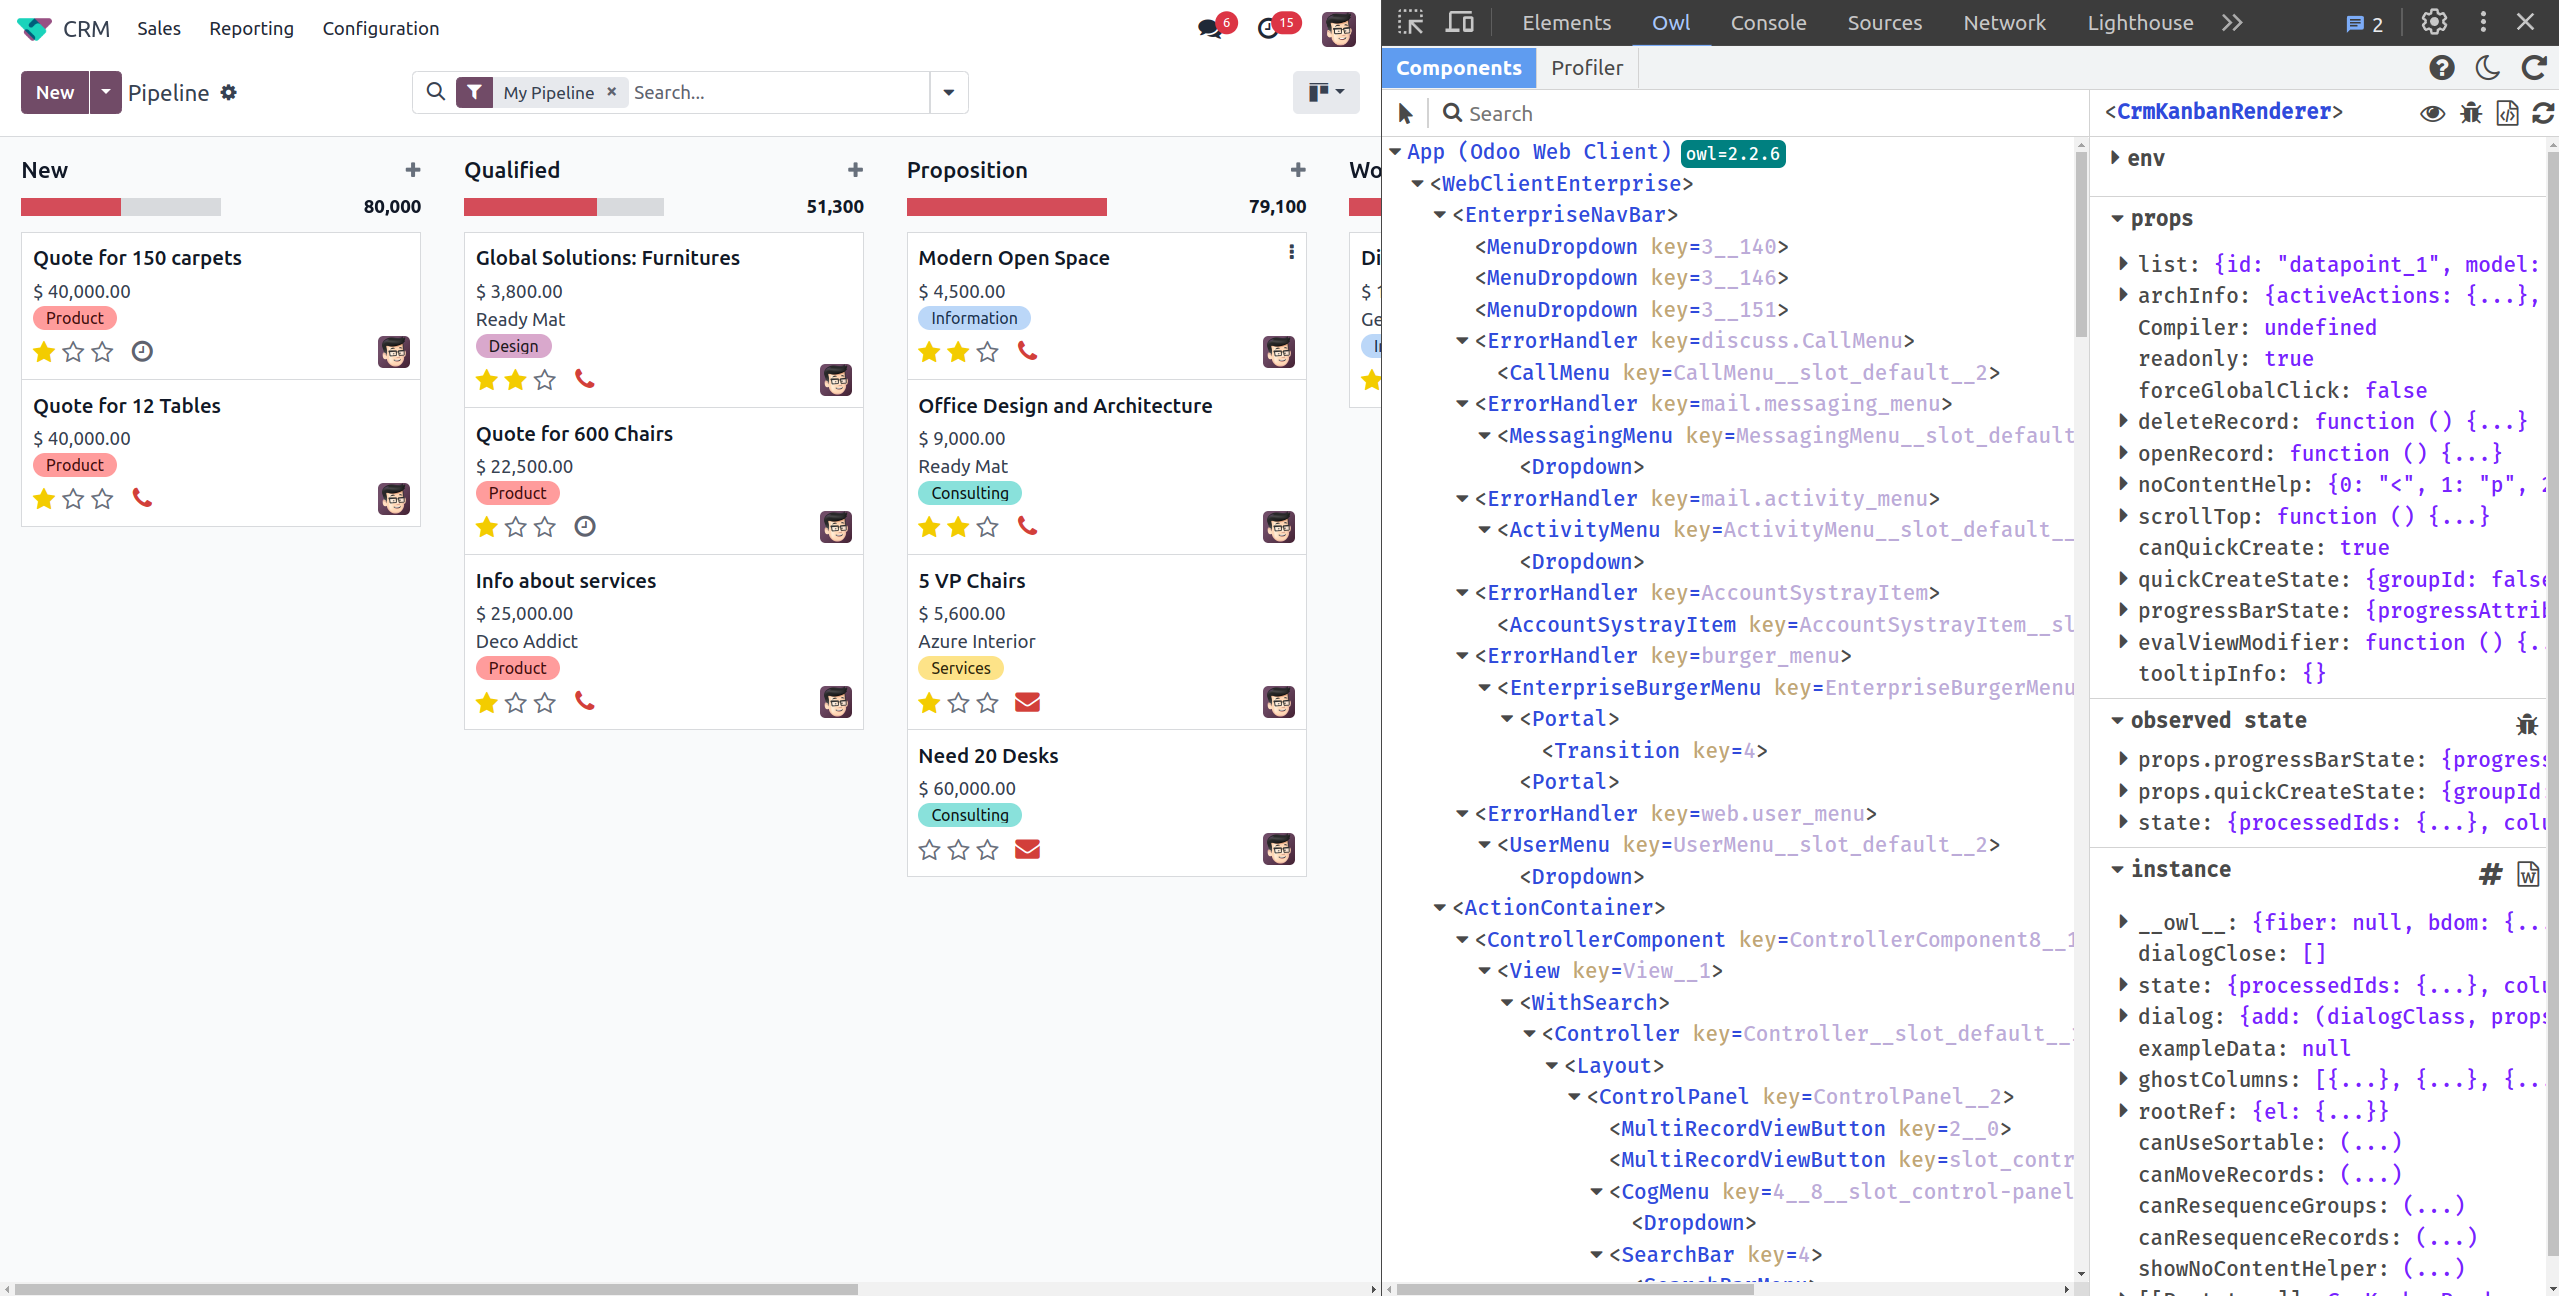 CRM Sales Reporting Configuration 6 15
New Pipeline My Pipeline × Search...
New
80,000
Quote for 150 carpets
$ 40,000.00
Product
Quote for 12 Tables
$ 40,000.00
Product
Qualified
51,300
Global Solutions: Furnitures
$ 3,800.00
Ready Mat
Design
Quote for 600 Chairs
$ 22,500.00
Product
Info about services
$ 25,000.00
Deco Addict
Product
Proposition
79,100
Modern Open Space
$ 4,500.00
Information
Office Design and Architecture
$ 9,000.00
Ready Mat
Consulting
5 VP Chairs
$ 5,600.00
Azure Interior
Services
Need 20 Desks
$ 60,000.00
Consulting
Wo
Di
$ 1
Ge
Elements Owl Console Sources Network Lighthouse 2
Components Profiler
Search
App (Odoo Web Client) owl=2.2.6
<WebClientEnterprise>
<EnterpriseNavBar>
<MenuDropdown key=3__140>
<MenuDropdown key=3__146>
<MenuDropdown key=3__151>
<ErrorHandler key=discuss.CallMenu>
<CallMenu key=CallMenu__slot_default__2>
<ErrorHandler key=mail.messaging_menu>
<MessagingMenu key=MessagingMenu__slot_default
<Dropdown>
<ErrorHandler key=mail.activity_menu>
<ActivityMenu key=ActivityMenu__slot_default__
<Dropdown>
<ErrorHandler key=AccountSystrayItem>
<AccountSystrayItem key=AccountSystrayItem__sl
<ErrorHandler key=burger_menu>
<EnterpriseBurgerMenu key=EnterpriseBurgerMenu
<Portal>
<Transition key=4>
<Portal>
<ErrorHandler key=web.user_menu>
<UserMenu key=UserMenu__slot_default__2>
<Dropdown>
<ActionContainer>
<ControllerComponent key=ControllerComponent8__1
<View key=View__1>
<WithSearch>
<Controller key=Controller__slot_default__
<Layout>
<ControlPanel key=ControlPanel__2>
<MultiRecordViewButton key=2__0>
<MultiRecordViewButton key=slot_contr
<CogMenu key=4__8__slot_control-panel
<Dropdown>
<SearchBar key=4>
<SearchBarMenu>
<CrmKanbanRenderer>
env
props
list: {id: "datapoint_1", model:
archInfo: {activeActions: {...},
Compiler: undefined
readonly: true
forceGlobalClick: false
deleteRecord: function () {...}
openRecord: function () {...}
noContentHelp: {0: "<", 1: "p", 2
scrollTop: function () {...}
canQuickCreate: true
quickCreateState: {groupId: false
progressBarState: {progressAttrib
evalViewModifier: function () {..
tooltipInfo: {}
observed state
props.progressBarState: {progress
props.quickCreateState: {groupId
state: {processedIds: {...}, colu
instance #
__owl__: {fiber: null, bdom: {...
dialogClose: []
state: {processedIds: {...}, colu
dialog: {add: (dialogClass, props
exampleData: null
ghostColumns: [{...}, {...}, {...
rootRef: {el: {...}}
canUseSortable: (...)
canMoveRecords: (...)
canResequenceGroups: (...)
canResequenceRecords: (...)
showNoContentHelper: (...)